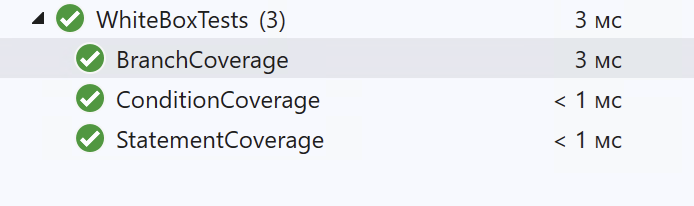 WhiteBoxTests (3) 3 мс
BranchCoverage 3 мс
ConditionCoverage < 1 мс
StatementCoverage < 1 мс